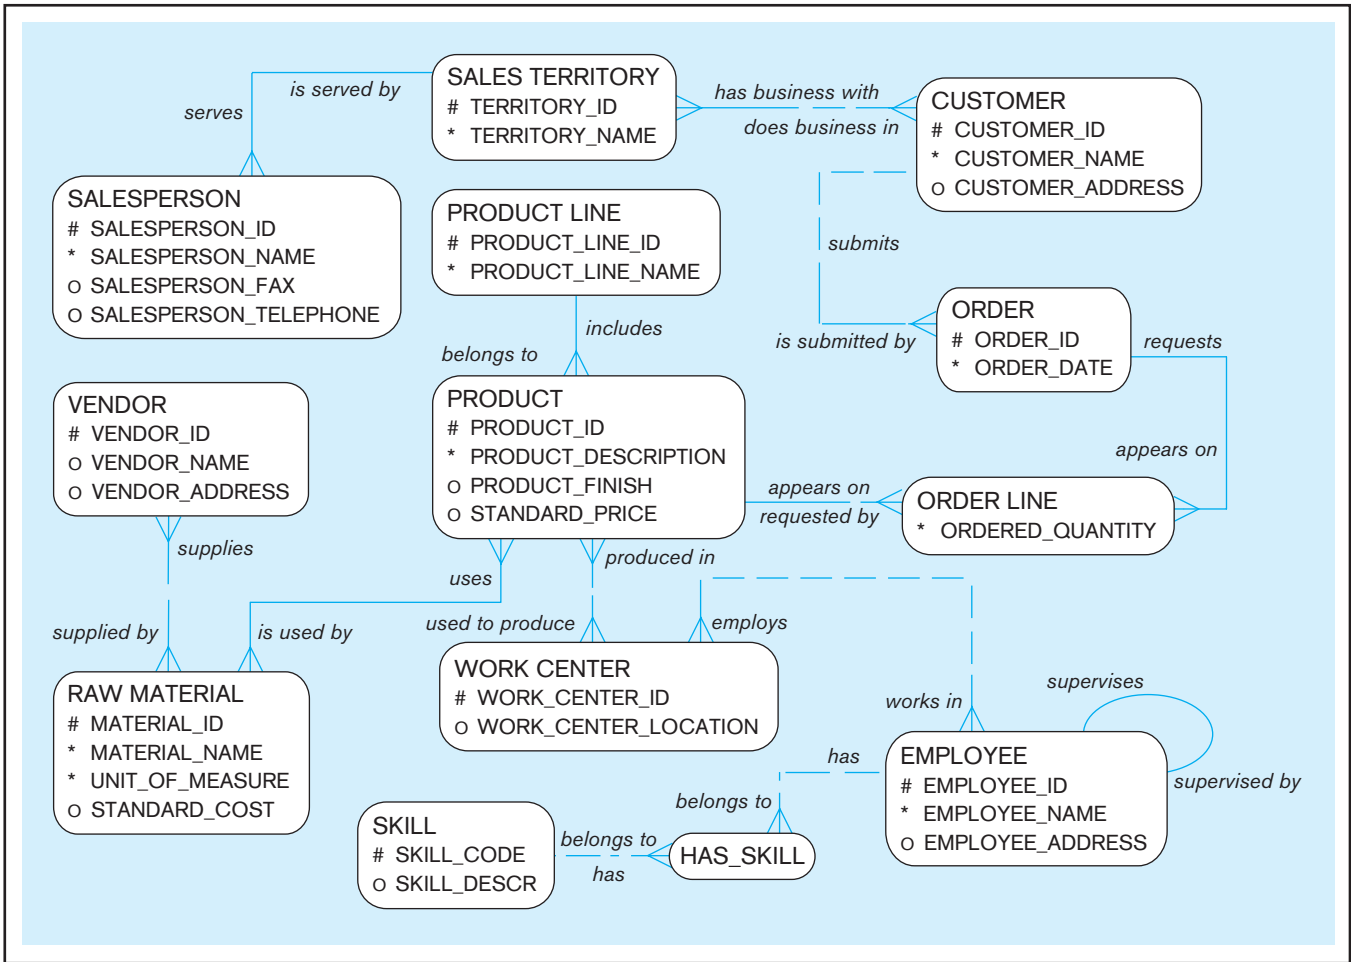 SALES TERRITORY
# TERRITORY_ID
* TERRITORY_NAME
is served by
serves
has business with
does business in
CUSTOMER
# CUSTOMER_ID
* CUSTOMER_NAME
O CUSTOMER_ADDRESS
SALESPERSON
# SALESPERSON_ID
* SALESPERSON_NAME
O SALESPERSON_FAX
O SALESPERSON_TELEPHONE
PRODUCT LINE
# PRODUCT_LINE_ID
* PRODUCT_LINE_NAME
submits
is submitted by
ORDER
# ORDER_ID
* ORDER_DATE
requests
appears on
includes
belongs to
VENDOR
# VENDOR_ID
O VENDOR_NAME
O VENDOR_ADDRESS
PRODUCT
# PRODUCT_ID
* PRODUCT_DESCRIPTION
O PRODUCT_FINISH
O STANDARD_PRICE
appears on
requested by
ORDER LINE
* ORDERED_QUANTITY
supplies
supplied by
uses
is used by
produced in
used to produce
employs
works in
RAW MATERIAL
# MATERIAL_ID
* MATERIAL_NAME
* UNIT_OF_MEASURE
O STANDARD_COST
WORK CENTER
# WORK_CENTER_ID
O WORK_CENTER_LOCATION
supervises
supervised by
EMPLOYEE
# EMPLOYEE_ID
* EMPLOYEE_NAME
O EMPLOYEE_ADDRESS
has
belongs to
SKILL
# SKILL_CODE
O SKILL_DESCR
belongs to
has
HAS_SKILL